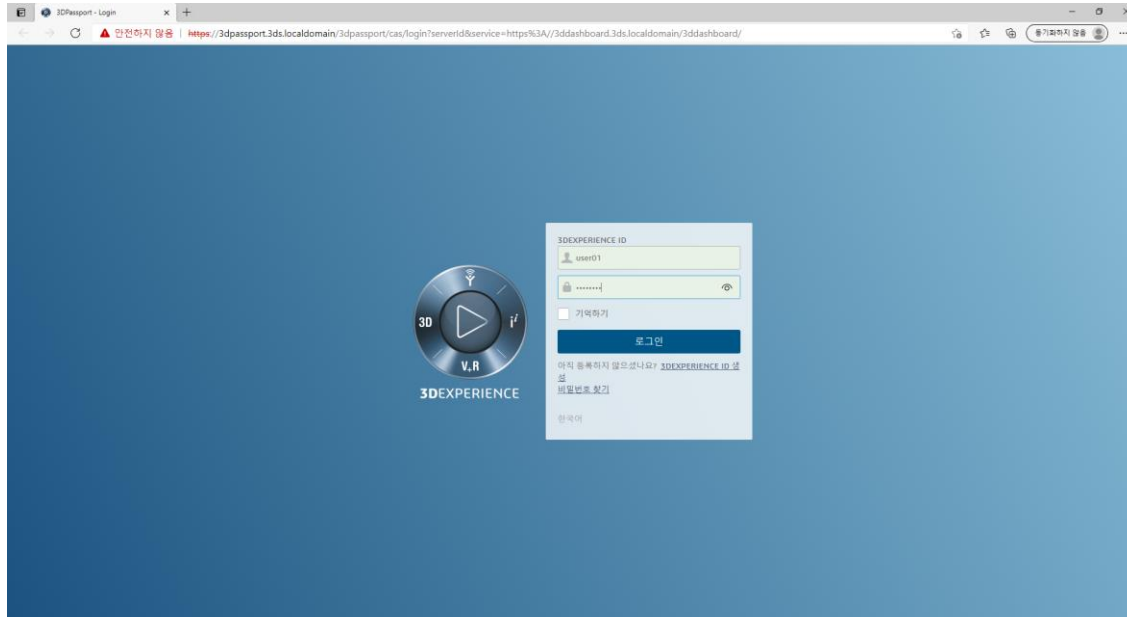 3DPassport - Login
안전하지 않음 | https://3dpassport.3ds.localdomain/3dpassport/cas/login?serverId&service=https%3A//3ddashboard.3ds.localdomain/3ddashboard/
동기화하지 않음
3DEXPERIENCE ID
user01
기억하기
로그인
아직 등록하지 않으셨나요? 3DEXPERIENCE ID 생
성
비밀번호 찾기
한국어
3D
i
V,R
3DEXPERIENCE